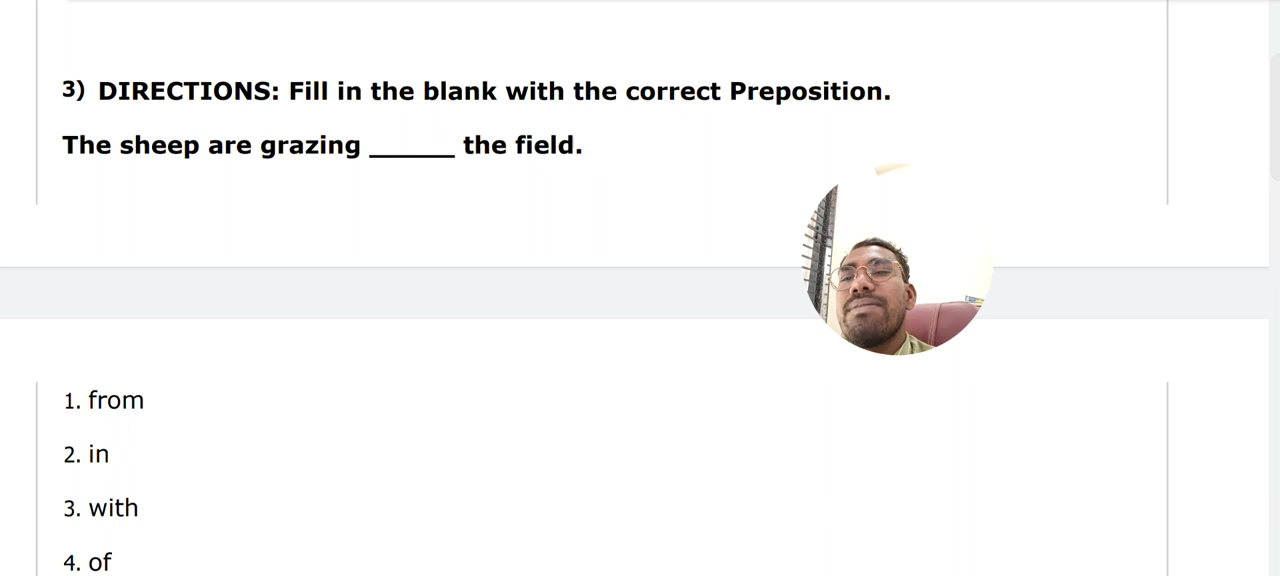 3) DIRECTIONS: Fill in the blank with the correct Preposition.
The sheep are grazing ______ the field.
1. from
2. in
3. with
4. of